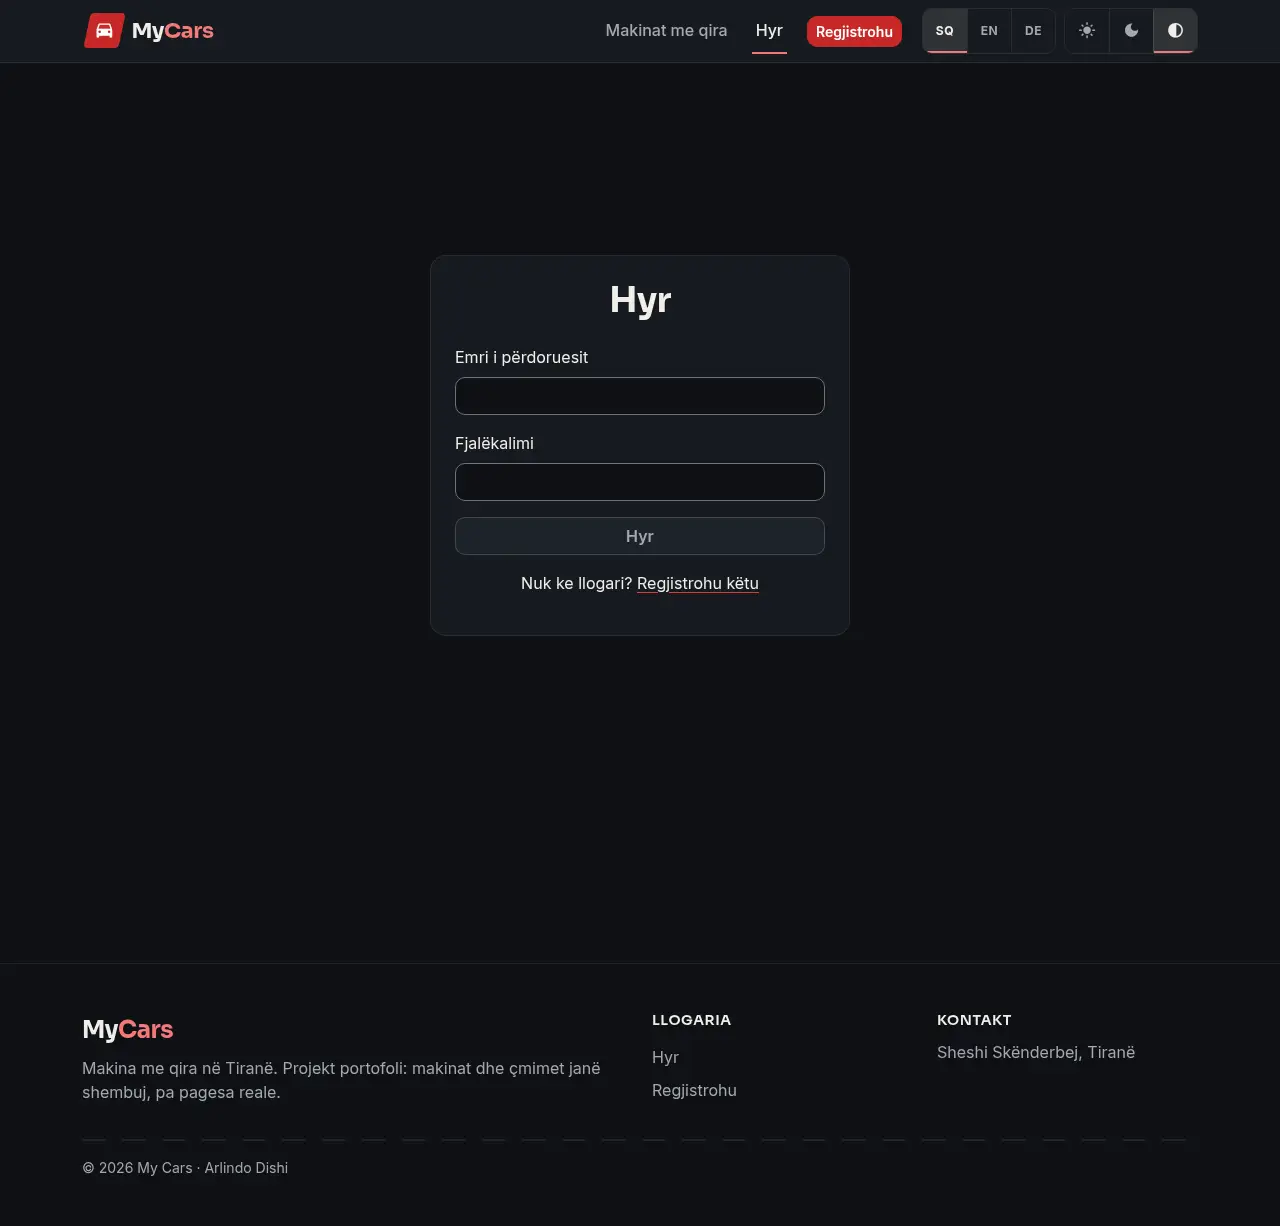 MyCars
Makinat me qira
Hyr
Regjistrohu
SQ
EN
DE
Hyr
Emri i përdoruesit
Fjalëkalimi
Hyr
Nuk ke llogari? Regjistrohu këtu
MyCars
Makina me qira në Tiranë. Projekt portofoli: makinat dhe çmimet janë
shembuj, pa pagesa reale.
LLOGARIA
Hyr
Regjistrohu
KONTAKT
Sheshi Skënderbej, Tiranë
© 2026 My Cars · Arlindo Dishi